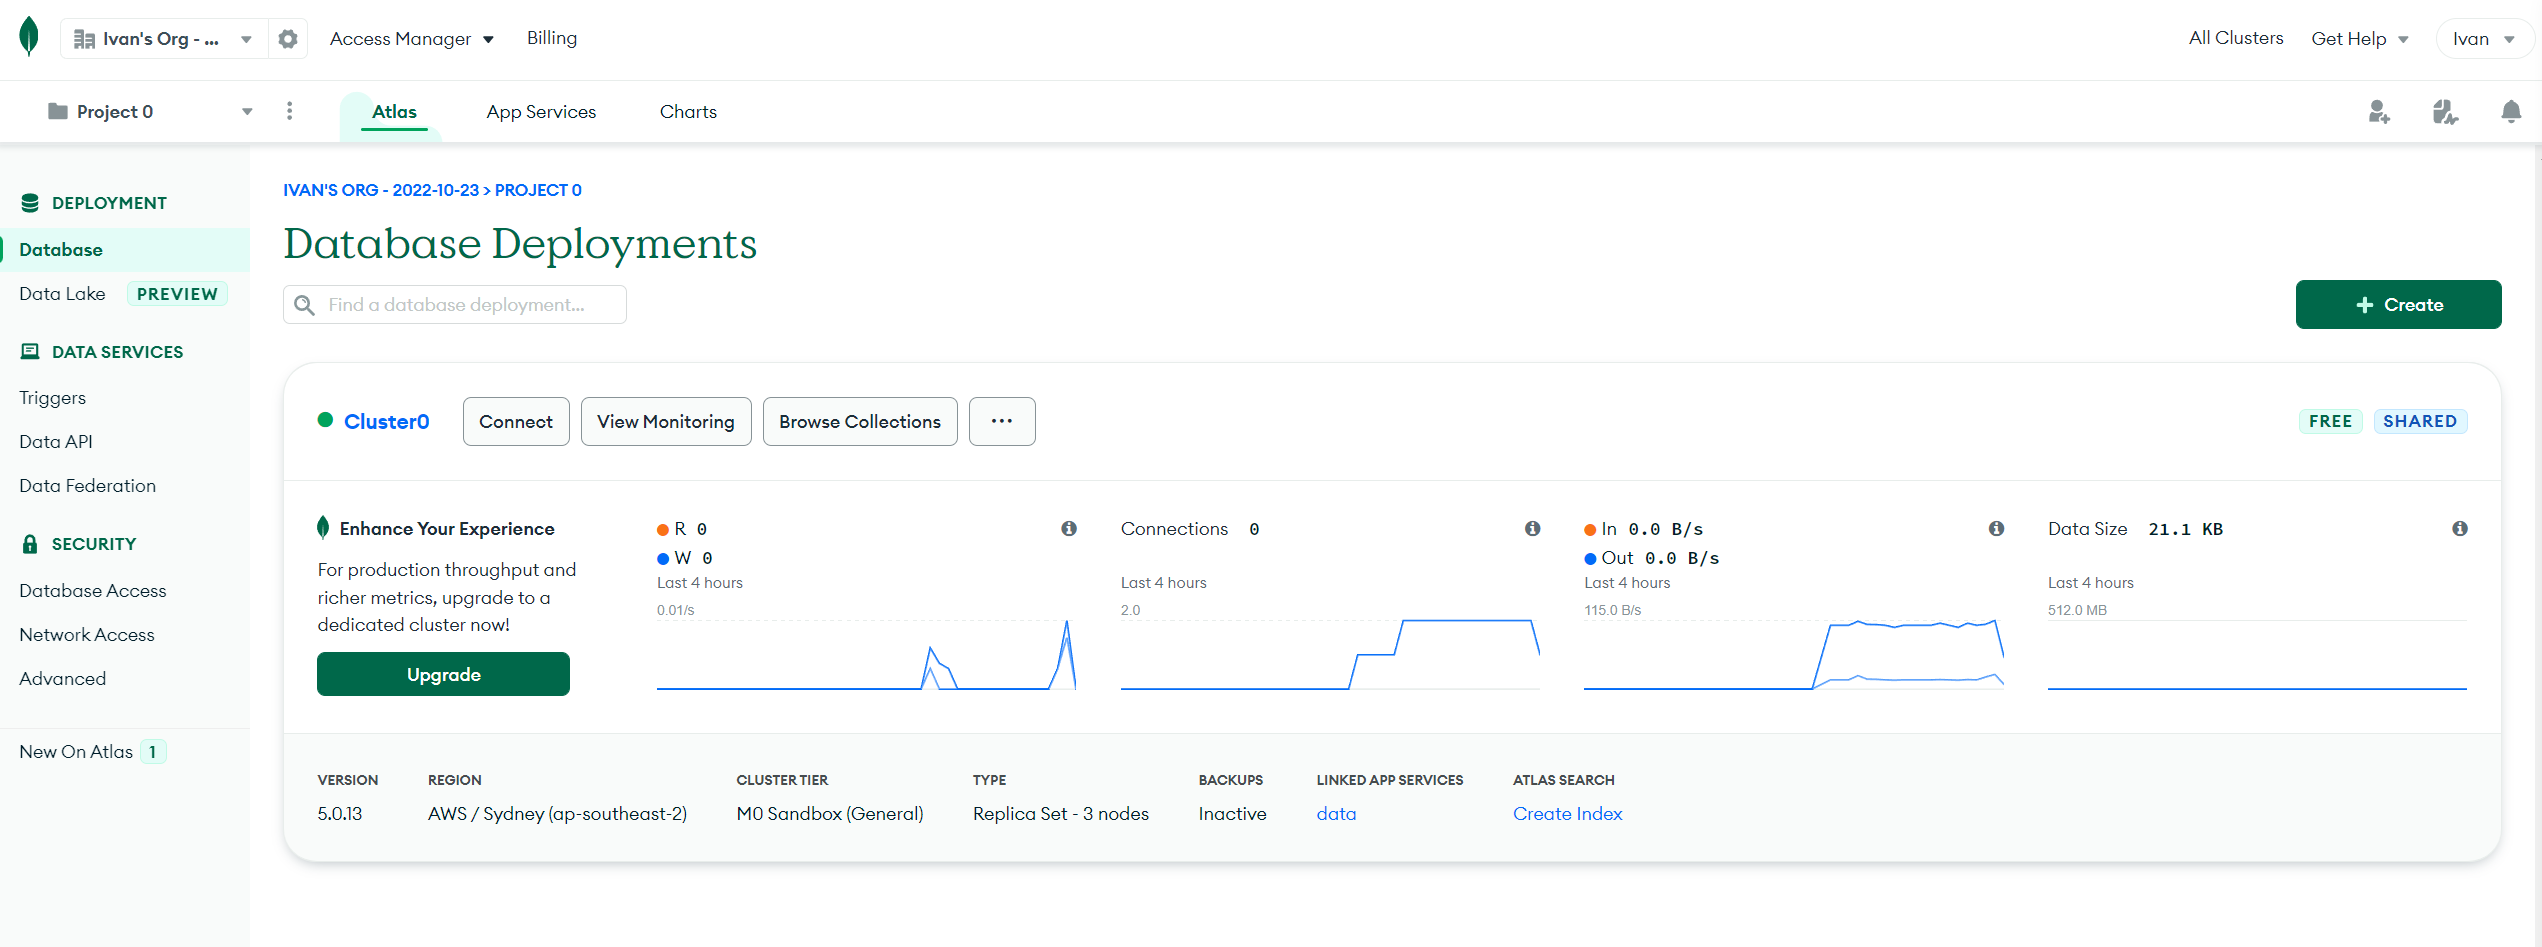 Ivan's Org - ...
Access Manager
Billing
All Clusters
Get Help
Ivan
Project 0
Atlas
App Services
Charts
DEPLOYMENT
Database
Data Lake PREVIEW
DATA SERVICES
Triggers
Data API
Data Federation
SECURITY
Database Access
Network Access
Advanced
New On Atlas 1
IVAN'S ORG - 2022-10-23 > PROJECT 0
Database Deployments
Find a database deployment...
+ Create
Cluster0
Connect
View Monitoring
Browse Collections
...
FREE
SHARED
Enhance Your Experience
For production throughput and
richer metrics, upgrade to a
dedicated cluster now!
Upgrade
R 0
W 0
Last 4 hours
0.01/s
Connections 0
Last 4 hours
2.0
In 0.0 B/s
Out 0.0 B/s
Last 4 hours
115.0 B/s
Data Size 21.1 KB
Last 4 hours
512.0 MB
VERSION
5.0.13
REGION
AWS / Sydney (ap-southeast-2)
CLUSTER TIER
M0 Sandbox (General)
TYPE
Replica Set - 3 nodes
BACKUPS
Inactive
LINKED APP SERVICES
data
ATLAS SEARCH
Create Index